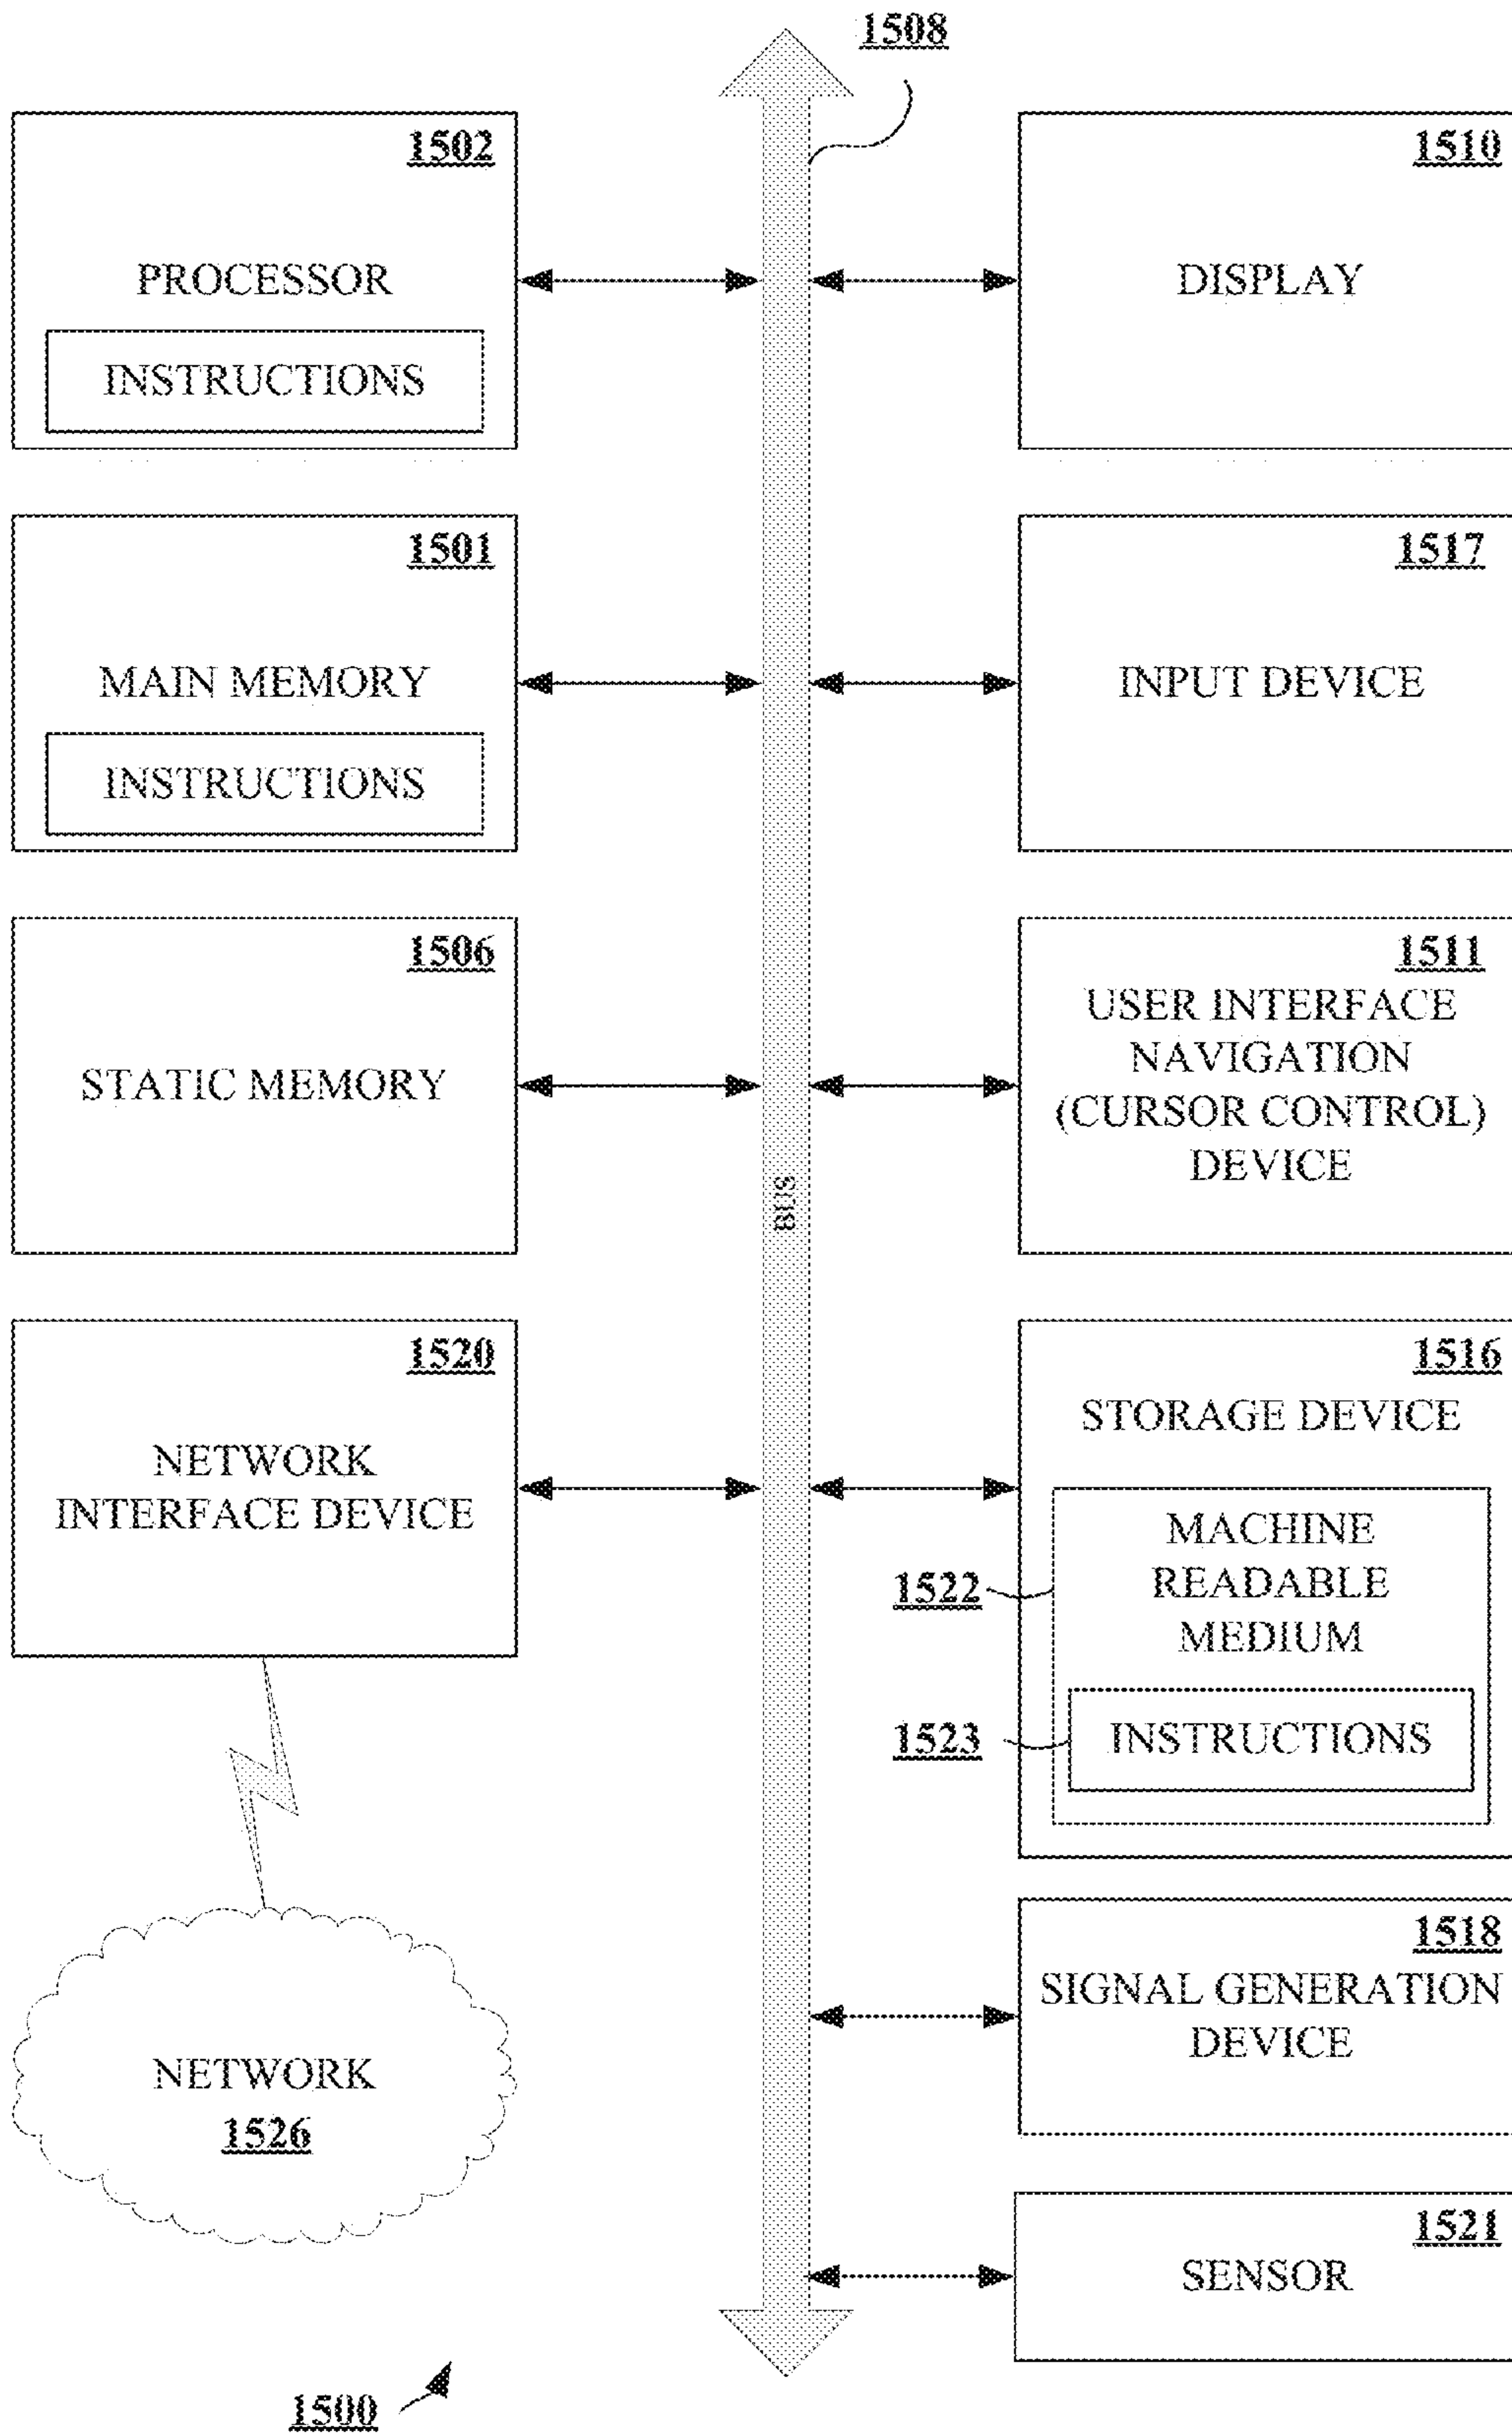 1508
1502
PROCESSOR
INSTRUCTIONS
1510
DISPLAY
1501
MAIN MEMORY
INSTRUCTIONS
1517
INPUT DEVICE
1506
STATIC MEMORY
1511
USER INTERFACE
NAVIGATION
(CURSOR CONTROL)
DEVICE
BUS
1520
NETWORK
INTERFACE DEVICE
1516
STORAGE DEVICE
MACHINE
READABLE
MEDIUM
1522
INSTRUCTIONS
1523
1518
SIGNAL GENERATION
DEVICE
NETWORK
1526
1521
SENSOR
1500